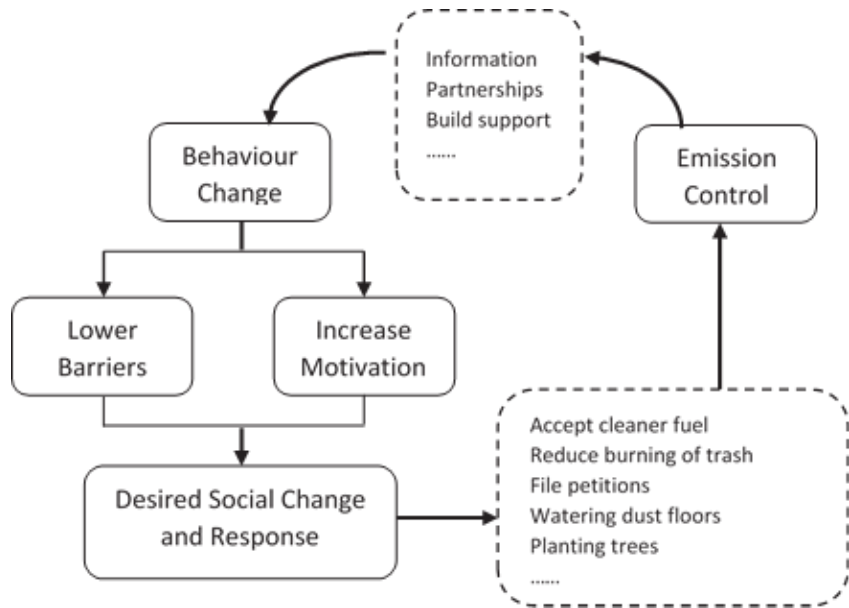 Information
Partnerships
Build support
......
Behaviour
Change
Emission
Control
Lower
Barriers
Increase
Motivation
Desired Social Change
and Response
Accept cleaner fuel
Reduce burning of trash
File petitions
Watering dust floors
Planting trees
......